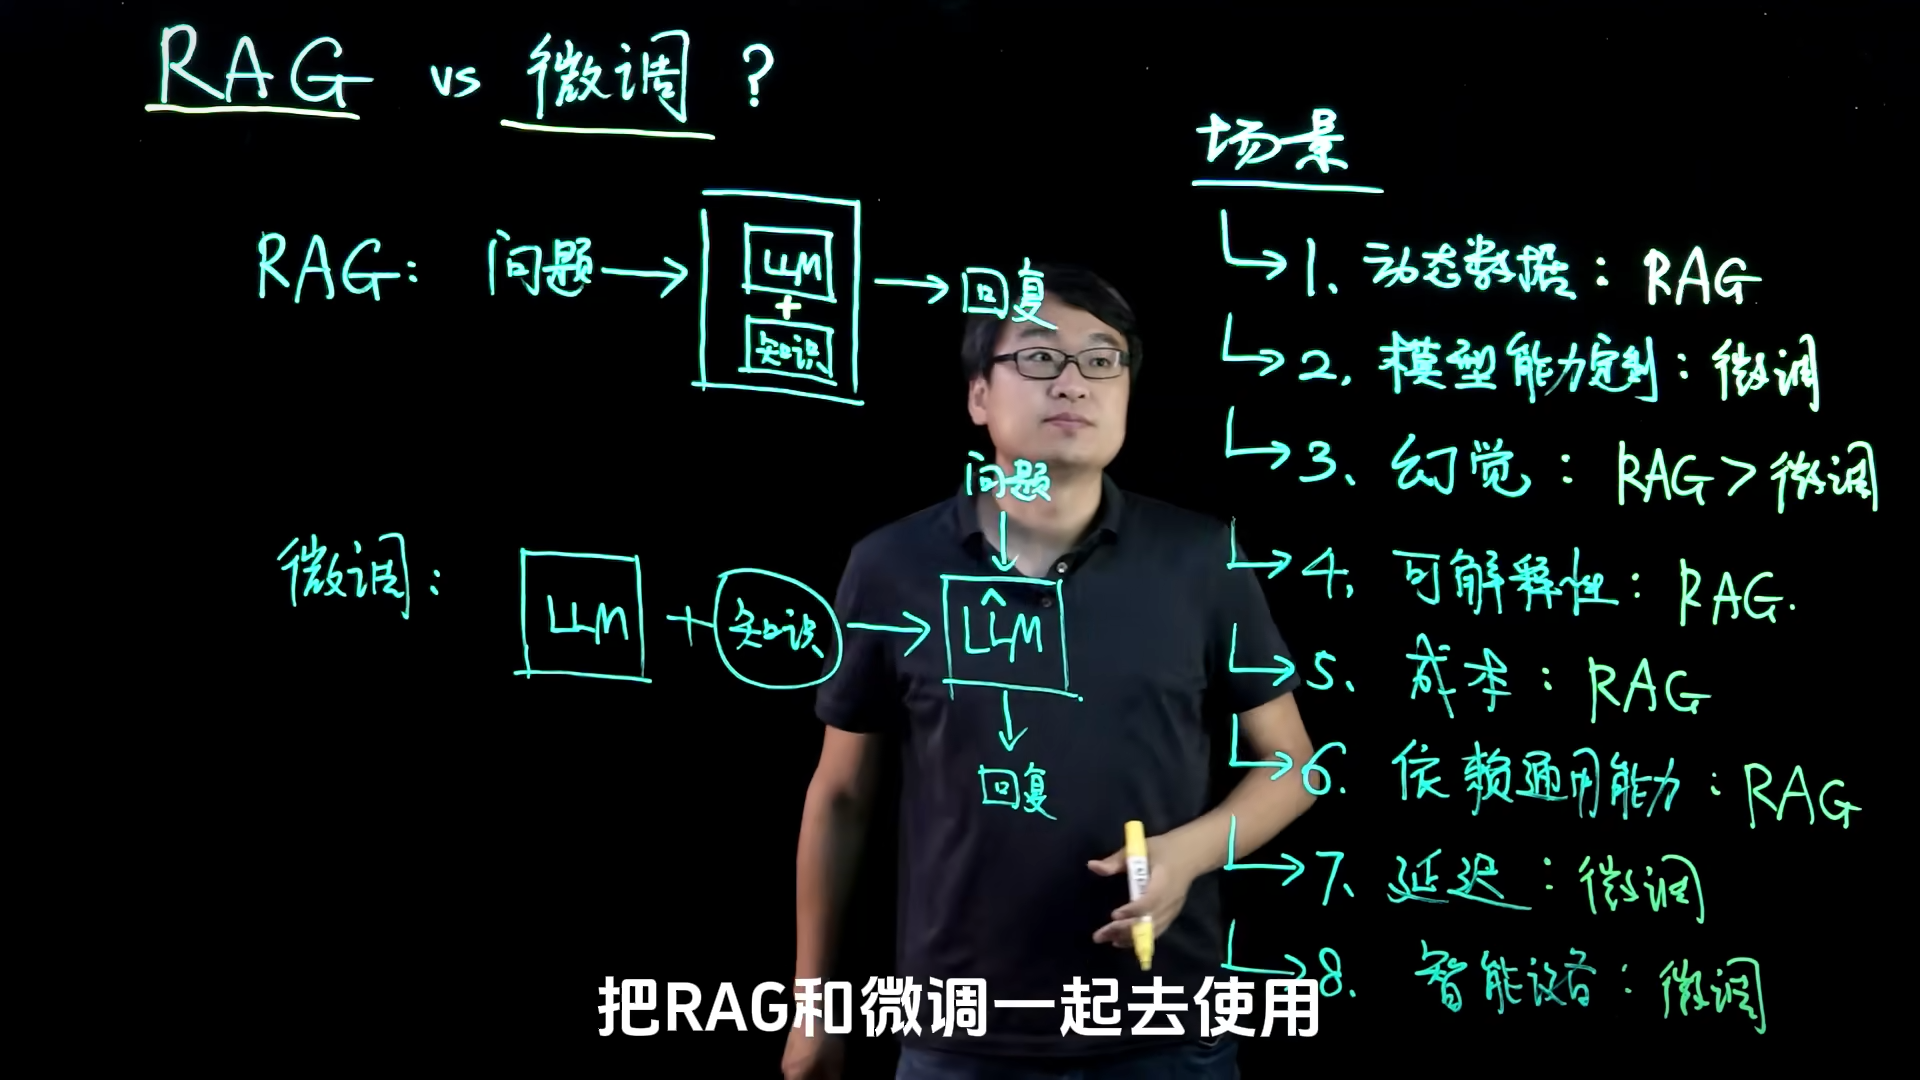 RAG vs 微调 ?
RAG: 问题 → LLM + 知识 → 回复
微调: LLM + 知识 → LL̂M
问题
回复
场景
1、动态数据: RAG
2, 模型能力定制: 微调
3、幻觉: RAG > 微调
4, 可解释性: RAG.
5、成本: RAG
6. 依赖通用能力: RAG
7、延迟: 微调
8. 智能设备: 微调
把RAG和微调一起去使用